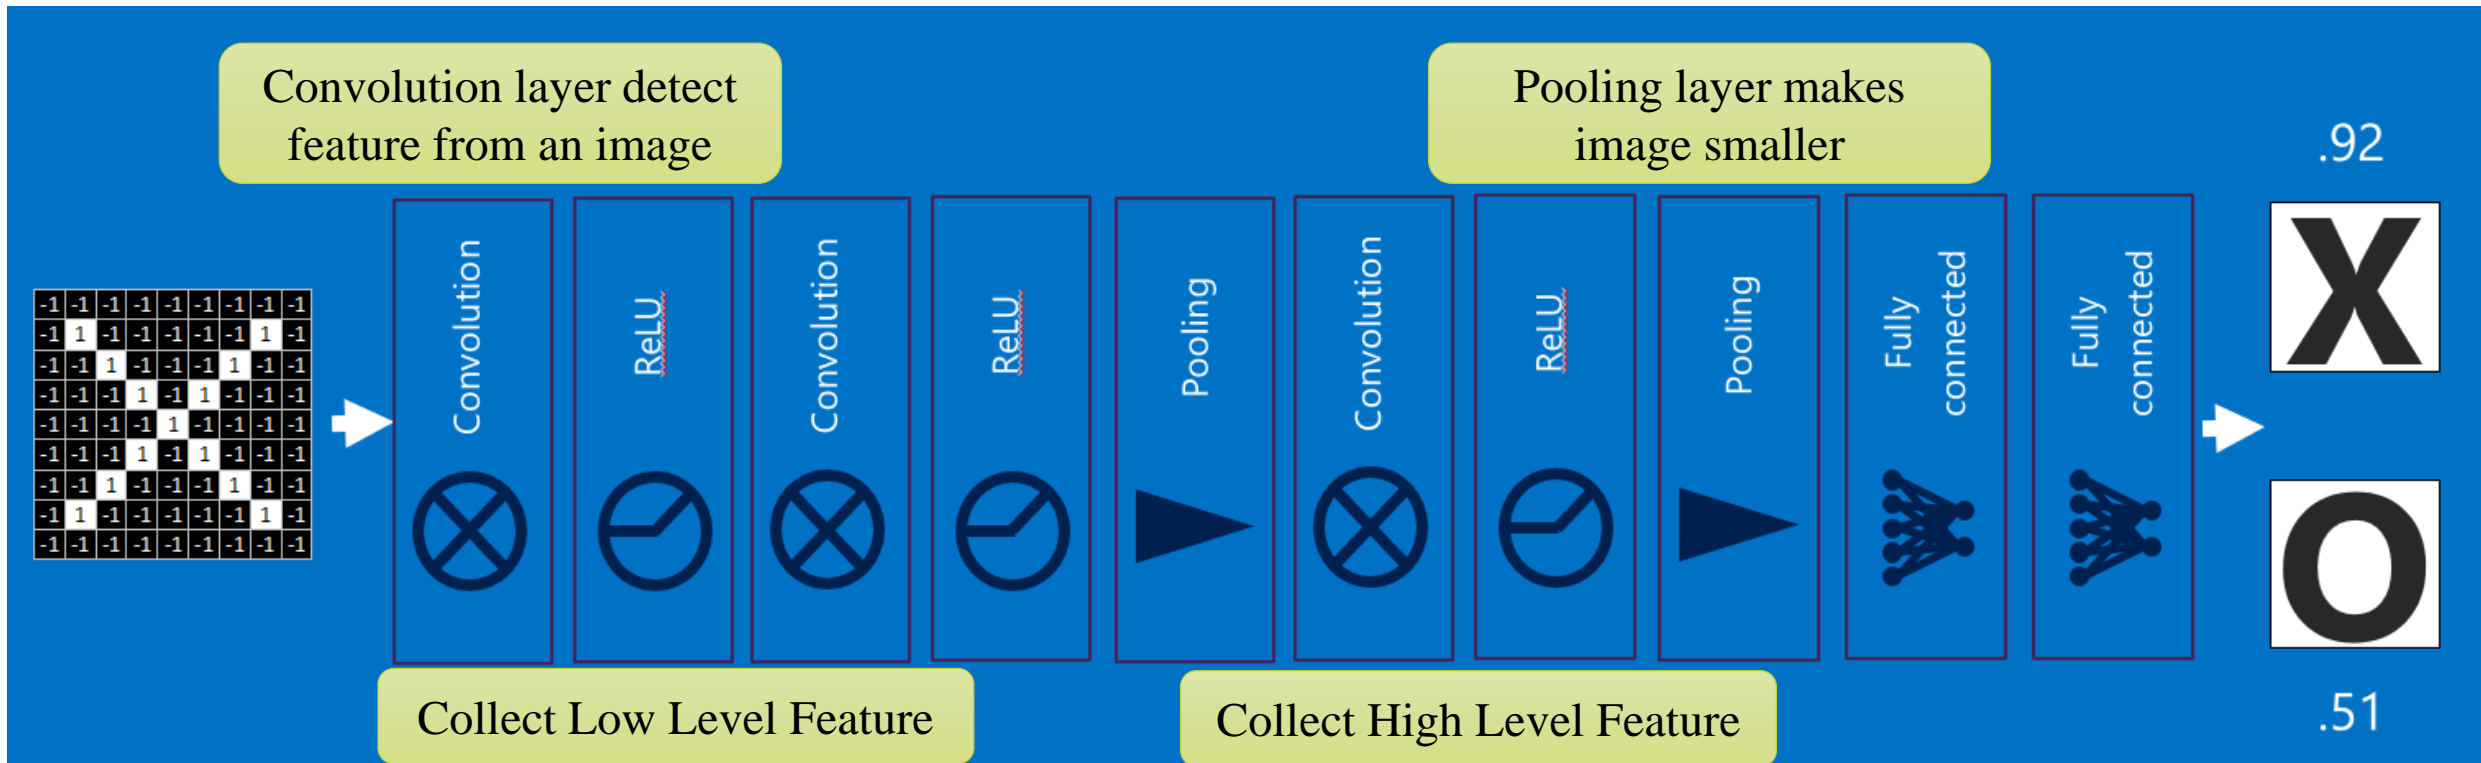 Convolution layer detect
feature from an image
Pooling layer makes
image smaller
.92
-1 -1 -1 -1 -1 -1 -1 -1 -1
-1 1 -1 -1 -1 -1 -1 1 -1
-1 -1 1 -1 -1 -1 1 -1 -1
-1 -1 -1 1 -1 1 -1 -1 -1
-1 -1 -1 -1 1 -1 -1 -1 -1
-1 -1 -1 1 -1 1 -1 -1 -1
-1 -1 1 -1 -1 -1 1 -1 -1
-1 1 -1 -1 -1 -1 -1 1 -1
-1 -1 -1 -1 -1 -1 -1 -1 -1
Convolution
ReLU
Convolution
ReLU
Pooling
Convolution
ReLU
Pooling
Fully
connected
Fully
connected
X
O
Collect Low Level Feature
Collect High Level Feature
.51